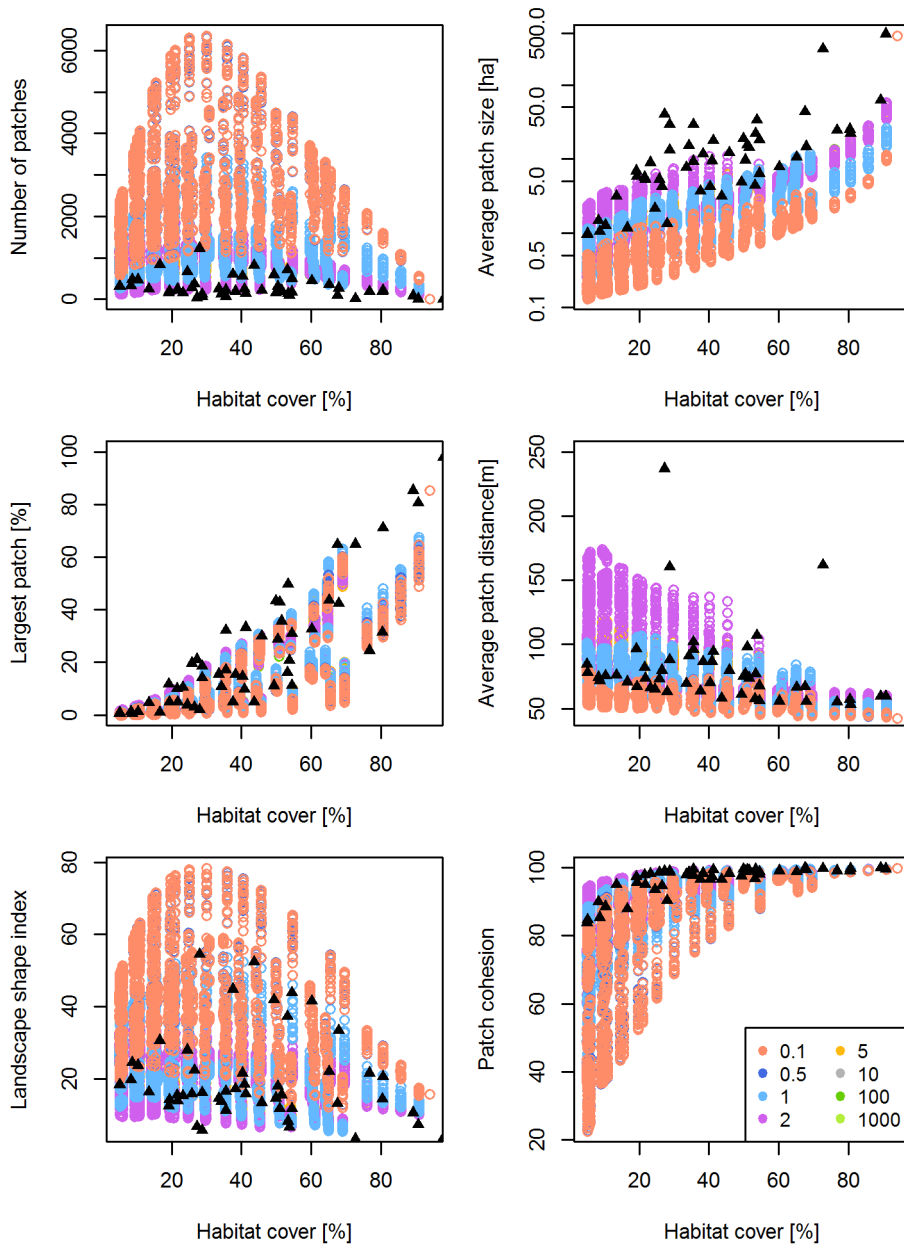 Number of patches
0
2000
4000
6000
20 40 60 80
Habitat cover [%]
Average patch size [ha]
0.1
0.5
5.0
50.0
500.0
20 40 60 80
Habitat cover [%]
Largest patch [%]
0
20
40
60
80
100
20 40 60 80
Habitat cover [%]
Average patch distance[m]
50
100
150
200
250
20 40 60 80
Habitat cover [%]
Landscape shape index
20
40
60
80
20 40 60 80
Habitat cover [%]
Patch cohesion
20
40
60
80
100
0.1 5
0.5 10
1 100
2 1000
20 40 60 80
Habitat cover [%]